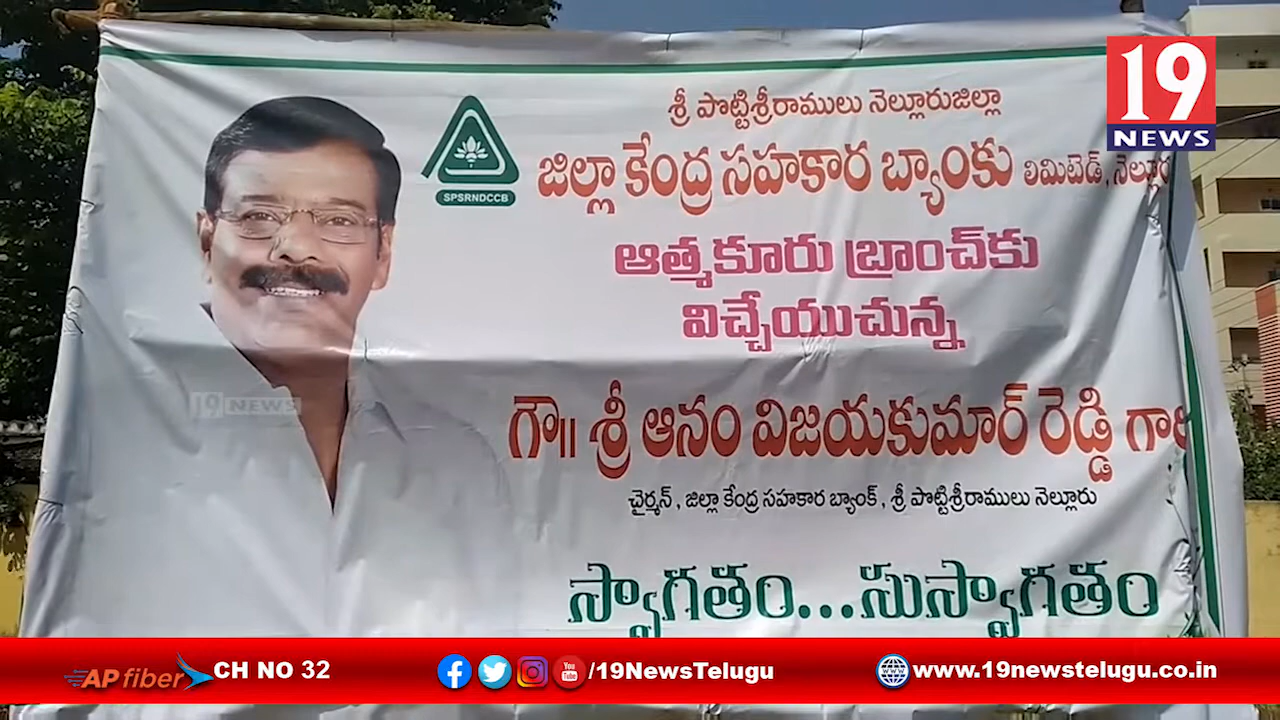 19
NEWS
శ్రీ పొట్టిశ్రీరాములు నెల్లూరుజిల్లా
జిల్లా కేంద్ర సహకార బ్యాంకు లిమిటెడ్, నెల్లూరు
SPSRNDCCB
ఆత్మకూరు బ్రాంచ్‌కు
విచ్చేయుచున్న
19 NEWS
గౌ|| శ్రీ ఆనం విజయకుమార్ రెడ్డి
చైర్మన్, జిల్లా కేంద్ర సహకార బ్యాంక్, శ్రీ పొట్టిశ్రీరాములు నెల్లూరు
స్వాగతం...సుస్వాగతం
AP fiber CH NO 32 /19NewsTelugu www.19newstelugu.co.in